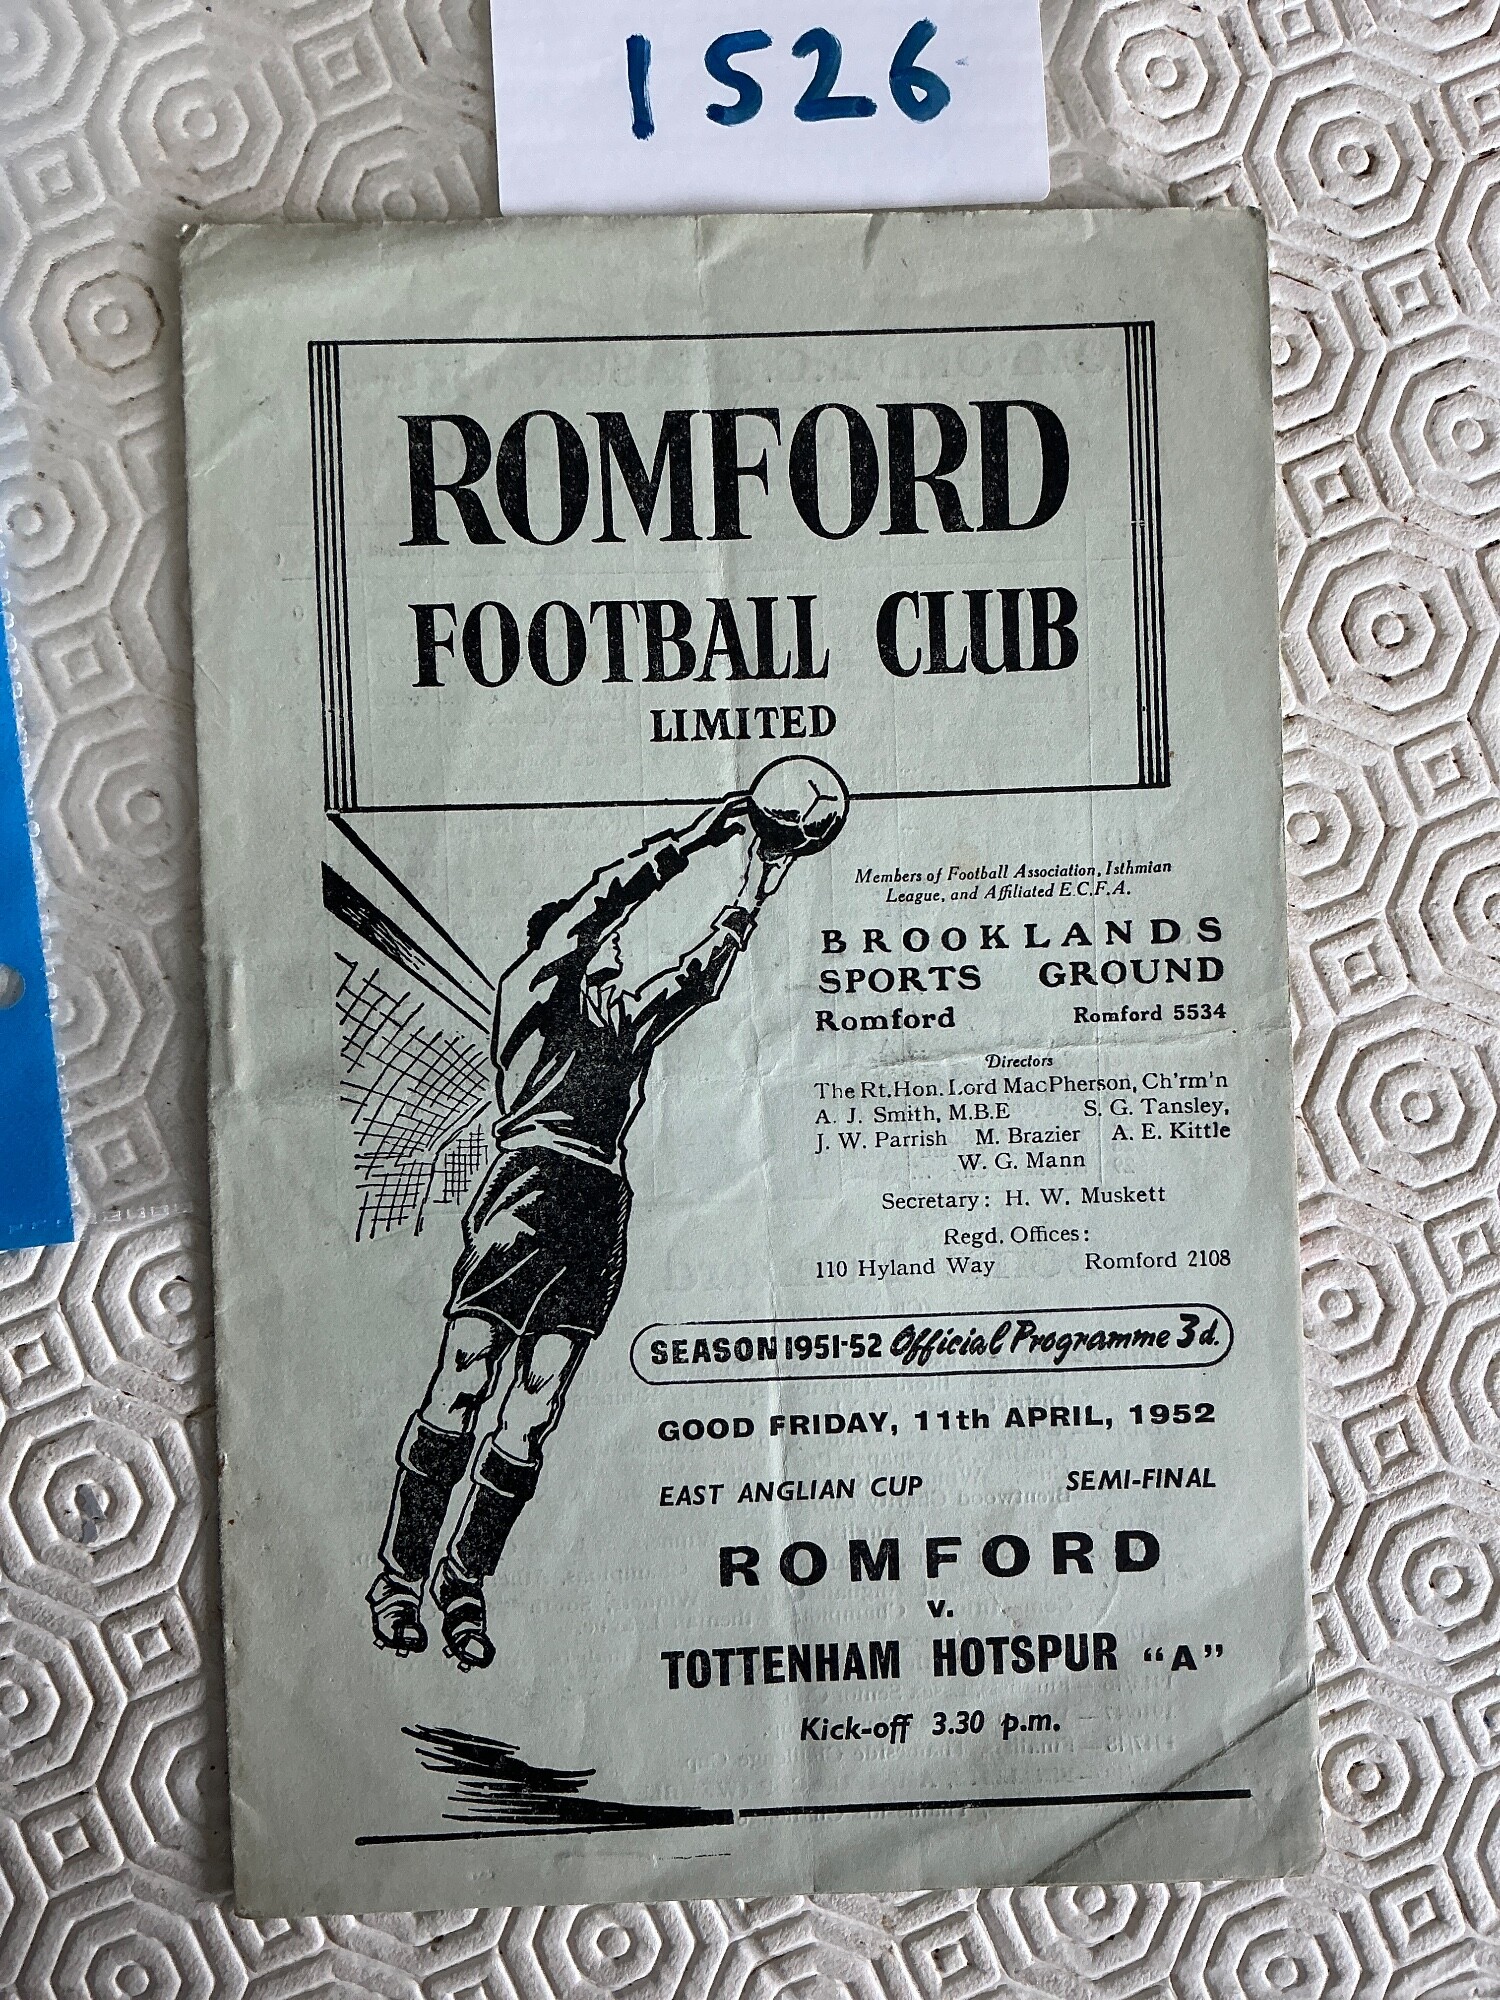 1526
ROMFORD
FOOTBALL CLUB
LIMITED
Members of Football Association, Isthmian
League, and Affiliated E.C.F.A.
BROOKLANDS
SPORTS GROUND
Romford Romford 5534
Directors
The Rt. Hon. Lord MacPherson, Ch'rm'n
A. J. Smith, M.B.E S. G. Tansley,
J. W. Parrish M. Brazier A. E. Kittle
W. G. Mann
Secretary: H. W. Muskett
Regd. Offices:
110 Hyland Way Romford 2108
SEASON 1951-52 Official Programme 3d.
GOOD FRIDAY, 11th APRIL, 1952
EAST ANGLIAN CUP SEMI-FINAL
ROMFORD
v.
TOTTENHAM HOTSPUR "A"
Kick-off 3.30 p.m.